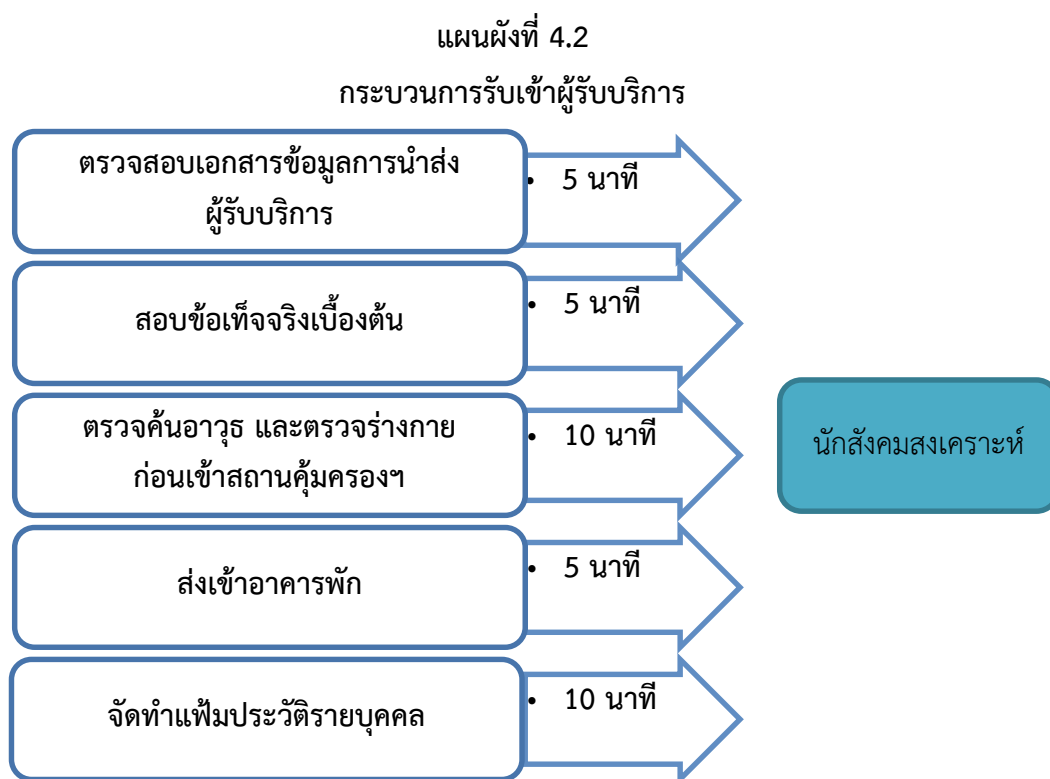 แผนผังที่ 4.2
กระบวนการรับเข้าผู้รับบริการ
ตรวจสอบเอกสารข้อมูลการนำส่ง
ผู้รับบริการ
• 5 นาที
สอบข้อเท็จจริงเบื้องต้น
• 5 นาที
ตรวจค้นอาวุธ และตรวจร่างกาย
ก่อนเข้าสถานคุ้มครองฯ
• 10 นาที
นักสังคมสงเคราะห์
ส่งเข้าอาคารพัก
• 5 นาที
จัดทำแฟ้มประวัติรายบุคคล
• 10 นาที